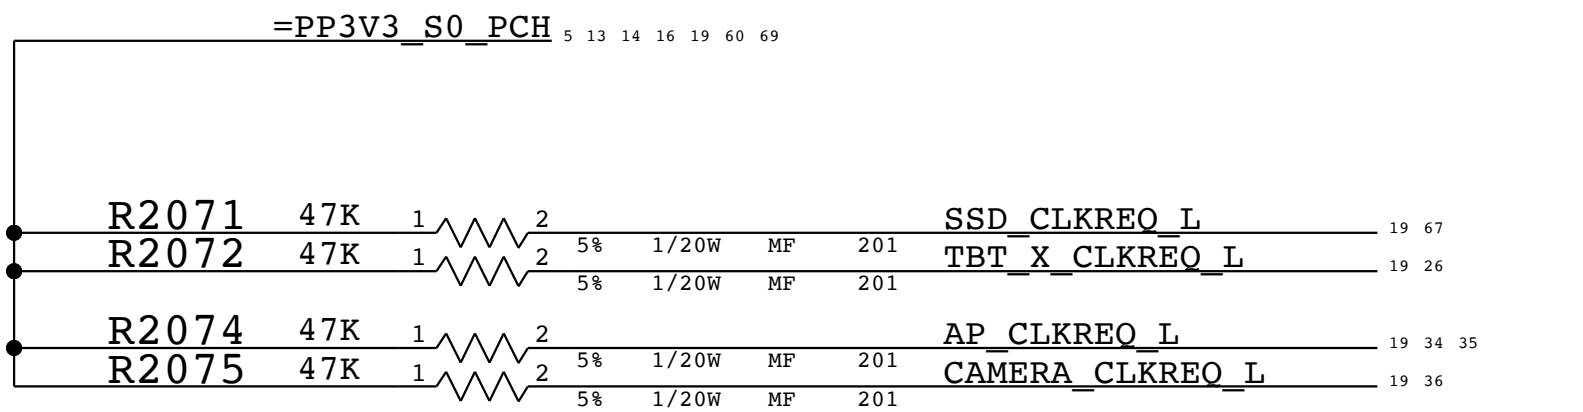 =PP3V3_S0_PCH 5 13 14 16 19 60 69
R2071 47K 1 2 SSD_CLKREQ_L 19 67
5% 1/20W MF 201
R2072 47K 1 2 TBT_X_CLKREQ_L 19 26
5% 1/20W MF 201
R2074 47K 1 2 AP_CLKREQ_L 19 34 35
5% 1/20W MF 201
R2075 47K 1 2 CAMERA_CLKREQ_L 19 36
5% 1/20W MF 201